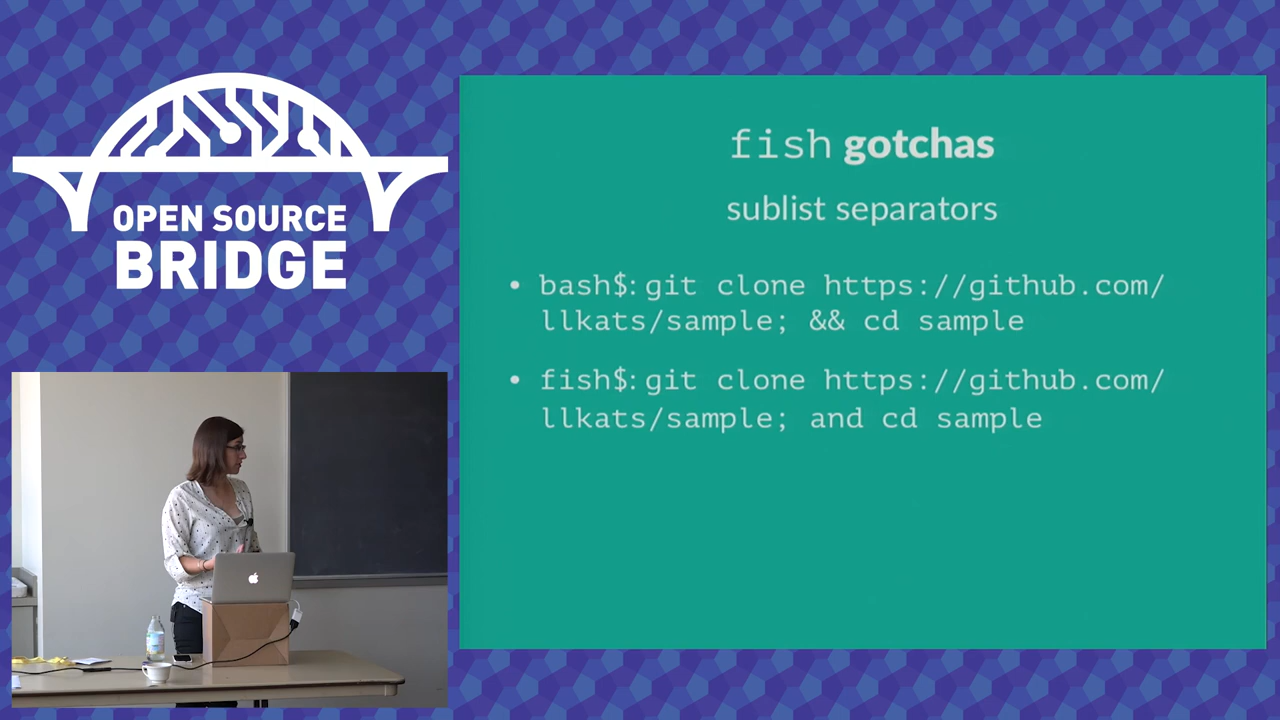 OPEN SOURCE
BRIDGE
fish gotchas
sublist separators
• bash$: git clone https://github.com/
llkats/sample; && cd sample
• fish$: git clone https://github.com/
llkats/sample; and cd sample